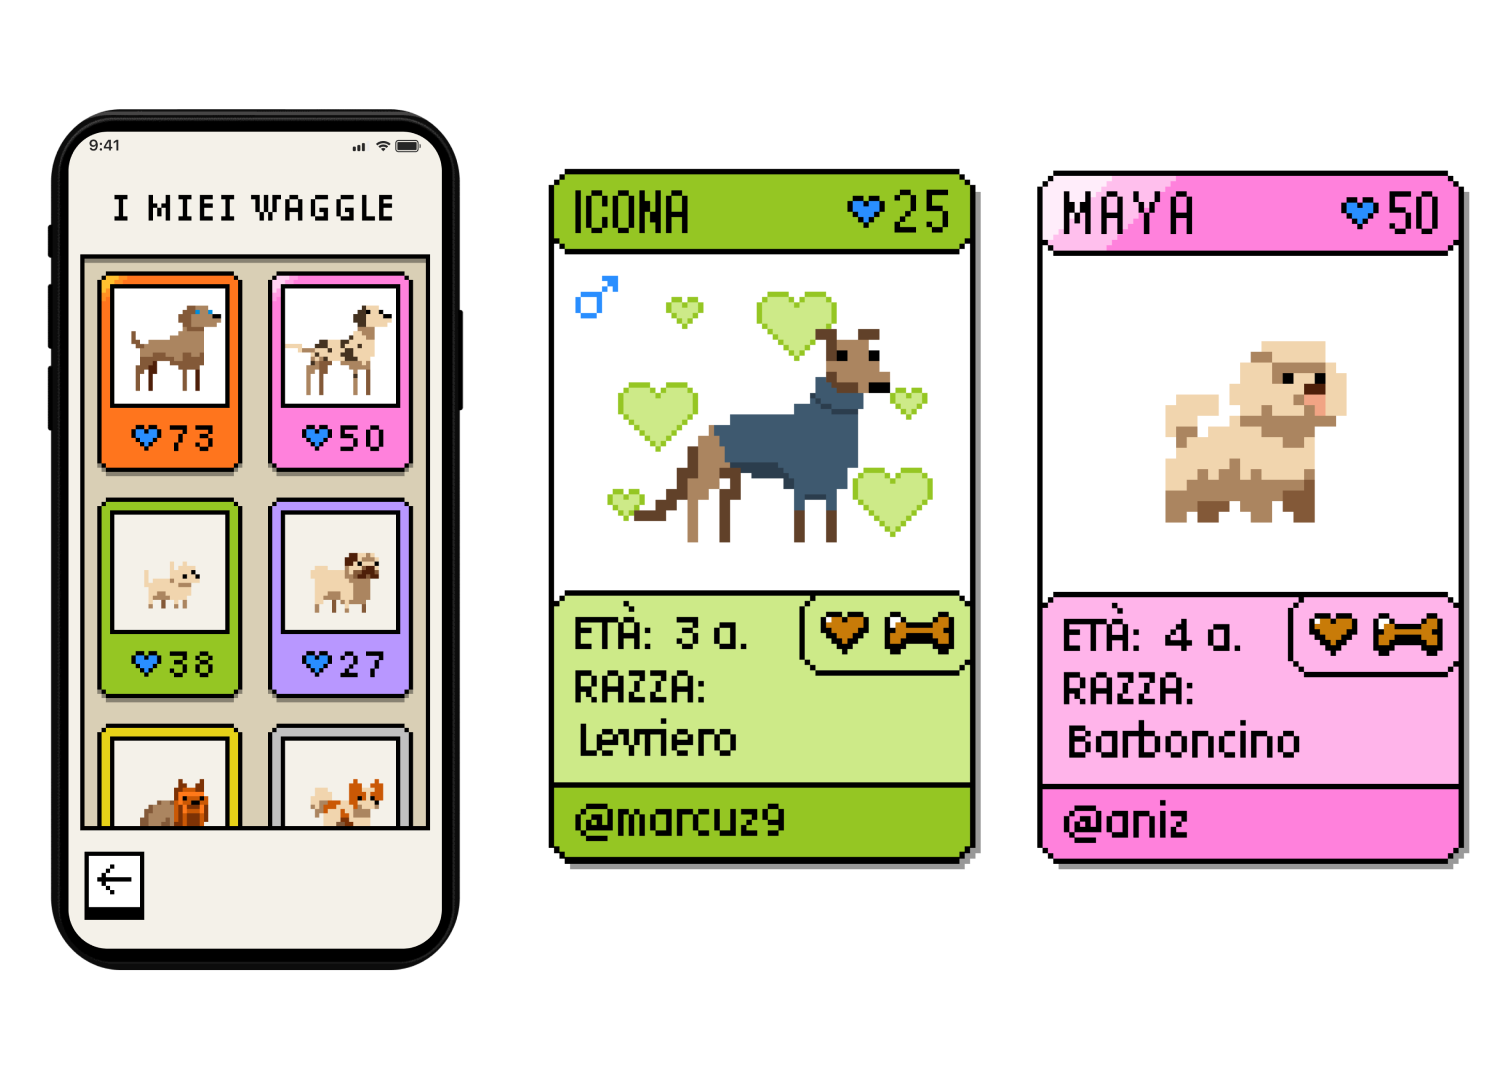 9:41
I MIEI WAGGLE
73
50
38
27
ICONA 25
ETÀ: 3 a.
RAZZA:
Levriero
@marcuz9
MAYA 50
ETÀ: 4 a.
RAZZA:
Barboncino
@aniz